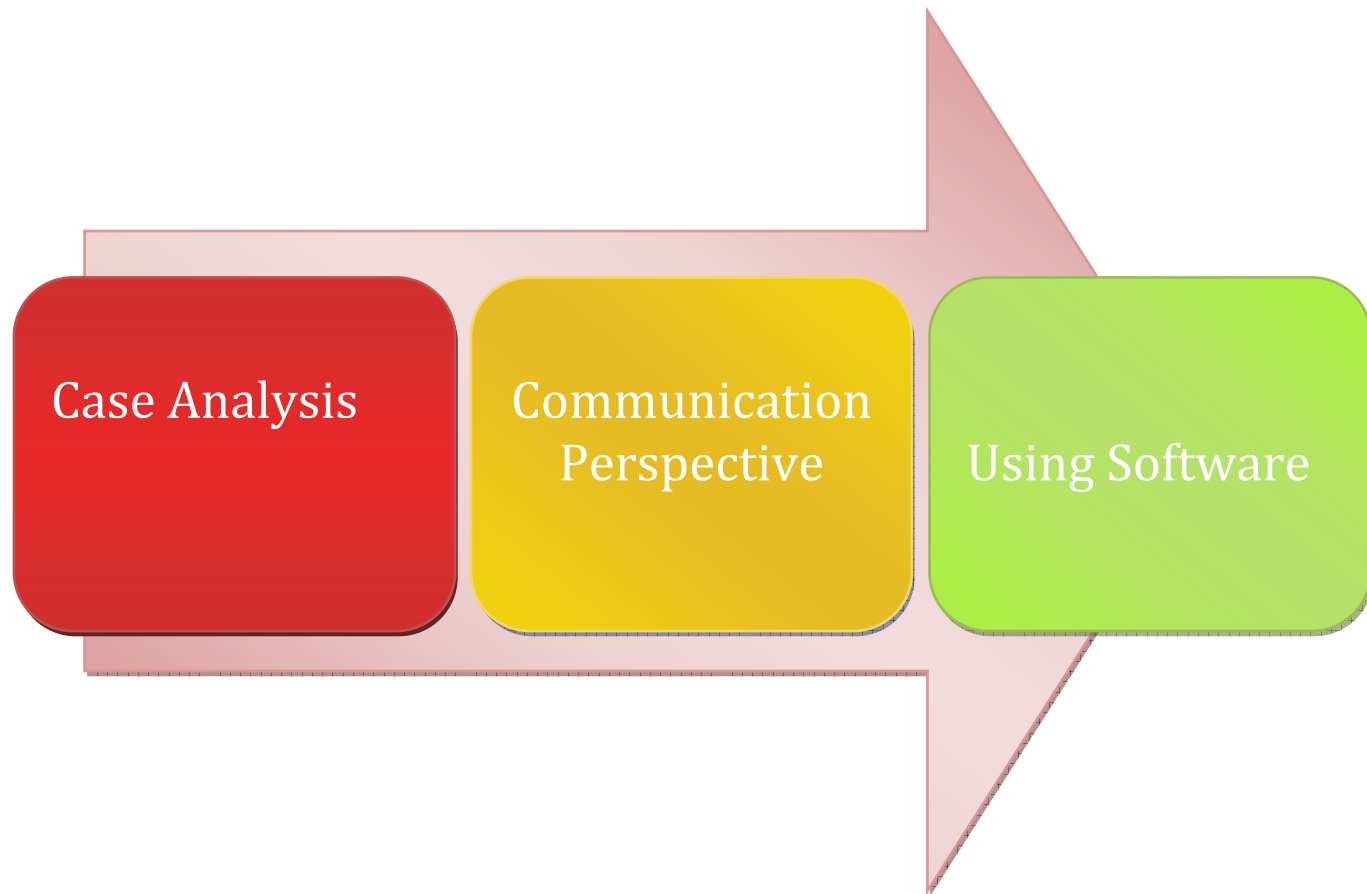 Case Analysis
Communication
Perspective
Using Software